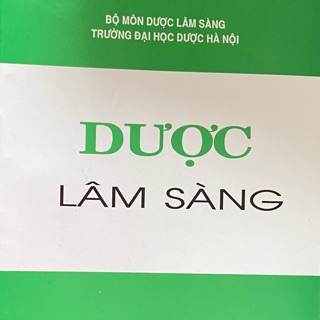 BỘ MÔN DƯỢC LÂM SÀNG
TRƯỜNG ĐẠI HỌC DƯỢC HÀ NỘI
DƯỢC
LÂM SÀNG